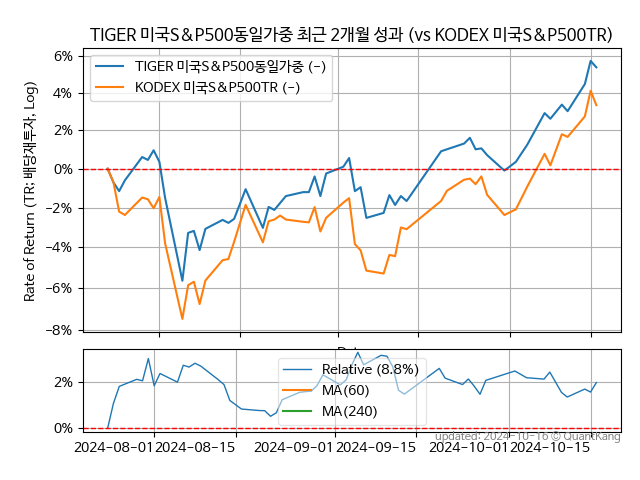 TIGER 미국S&P500동일가중 최근 2개월 성과 (vs KODEX 미국S&P500TR)
Rate of Return (TR: 배당재투자, Log)
6%
4%
2%
0%
−2%
−4%
−6%
−8%
TIGER 미국S&P500동일가중 (-)
KODEX 미국S&P500TR (-)
2%
0%
Relative (8.8%)
MA(60)
MA(240)
2024-08-01
2024-08-15
2024-09-01
2024-09-15
2024-10-01
2024-10-15
updated: 2024-10-16 © QuantKang